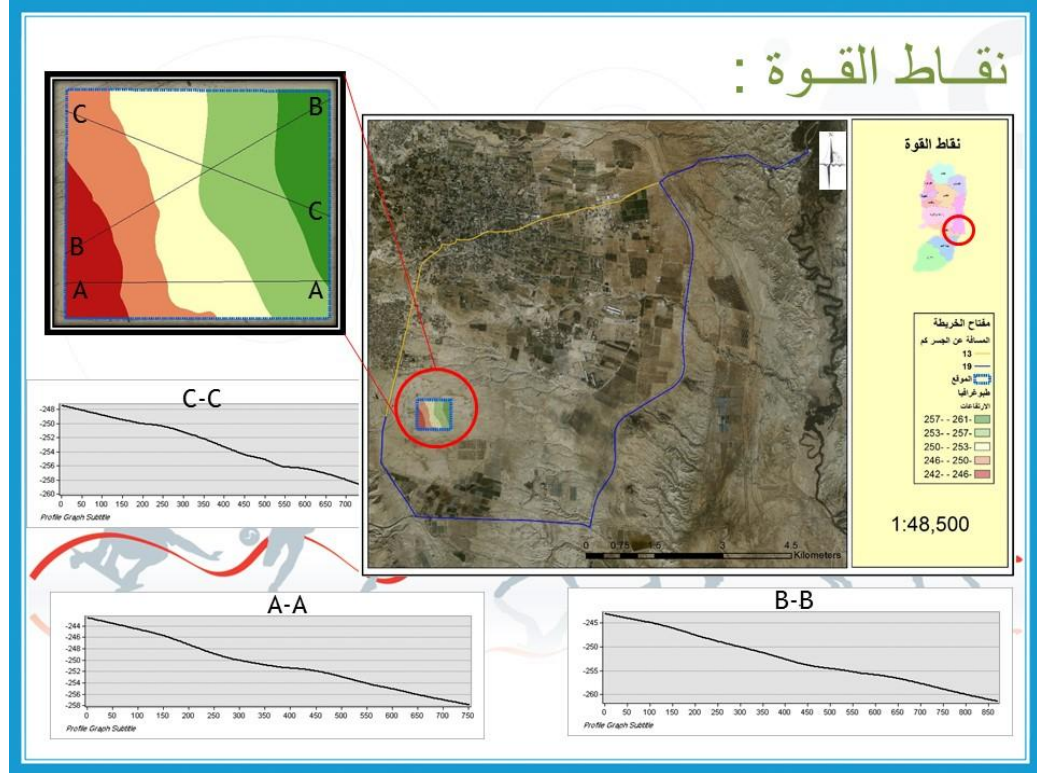 نقــاط القــوة :
C
B
C
B
A
A
نقاط القوة
مفتاح الخريطة
المسافة عن الجسر كم
13
19
الموقع
طبوغرافيا
الارتفاعات
257- - 261-
253- - 257-
250- - 253-
246- - 250-
242- - 246-
1:48,500
0 0.75 1.5 3 4.5
Kilometers
C-C
-248
-250
-252
-254
-256
-258
-260
0 50 100 150 200 250 300 350 400 450 500 550 600 650 700
Profile Graph Subtitle
A-A
-244
-246
-248
-250
-252
-254
-256
-258
0 50 100 150 200 250 300 350 400 450 500 550 600 650 700 750
Profile Graph Subtitle
B-B
-245
-250
-255
-260
0 50 100 150 200 250 300 350 400 450 500 550 600 650 700 750 800 850
Profile Graph Subtitle